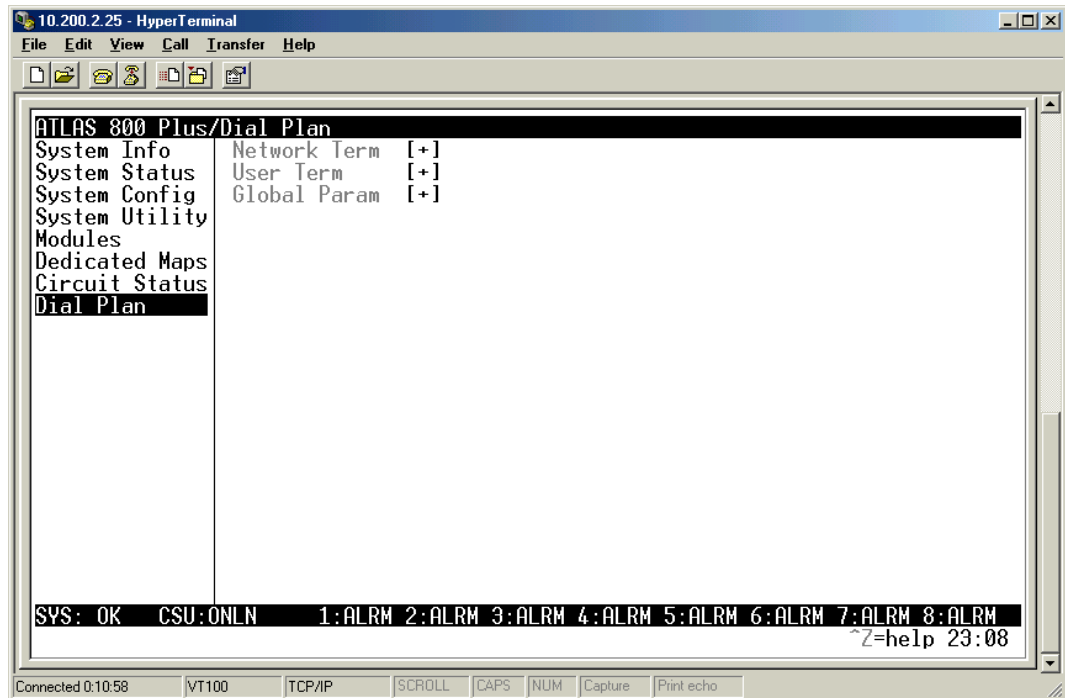 10.200.2.25 - HyperTerminal
File Edit View Call Transfer Help
ATLAS 800 Plus/Dial Plan
System Info Network Term [+]
System Status User Term [+]
System Config Global Param [+]
System Utility
Modules
Dedicated Maps
Circuit Status
Dial Plan
SYS: OK CSU:ONLN 1:ALRM 2:ALRM 3:ALRM 4:ALRM 5:ALRM 6:ALRM 7:ALRM 8:ALRM
^Z=help 23:08
Connected 0:10:58 VT100 TCP/IP SCROLL CAPS NUM Capture Print echo